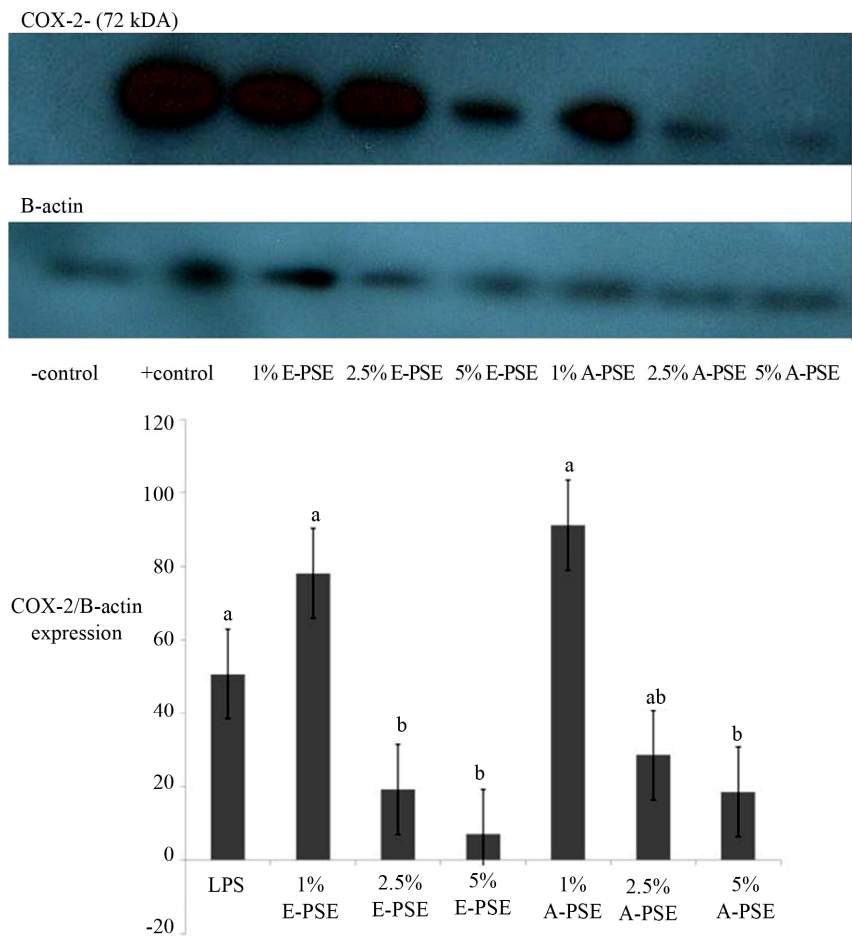 COX-2- (72 kDA)
B-actin
-control +control 1% E-PSE 2.5% E-PSE 5% E-PSE 1% A-PSE 2.5% A-PSE 5% A-PSE
120
100
80
60
40
20
0
-20
COX-2/B-actin
expression
a
a
b
b
a
ab
b
LPS 1% 2.5% 5% 1% 2.5% 5%
E-PSE E-PSE E-PSE A-PSE A-PSE A-PSE